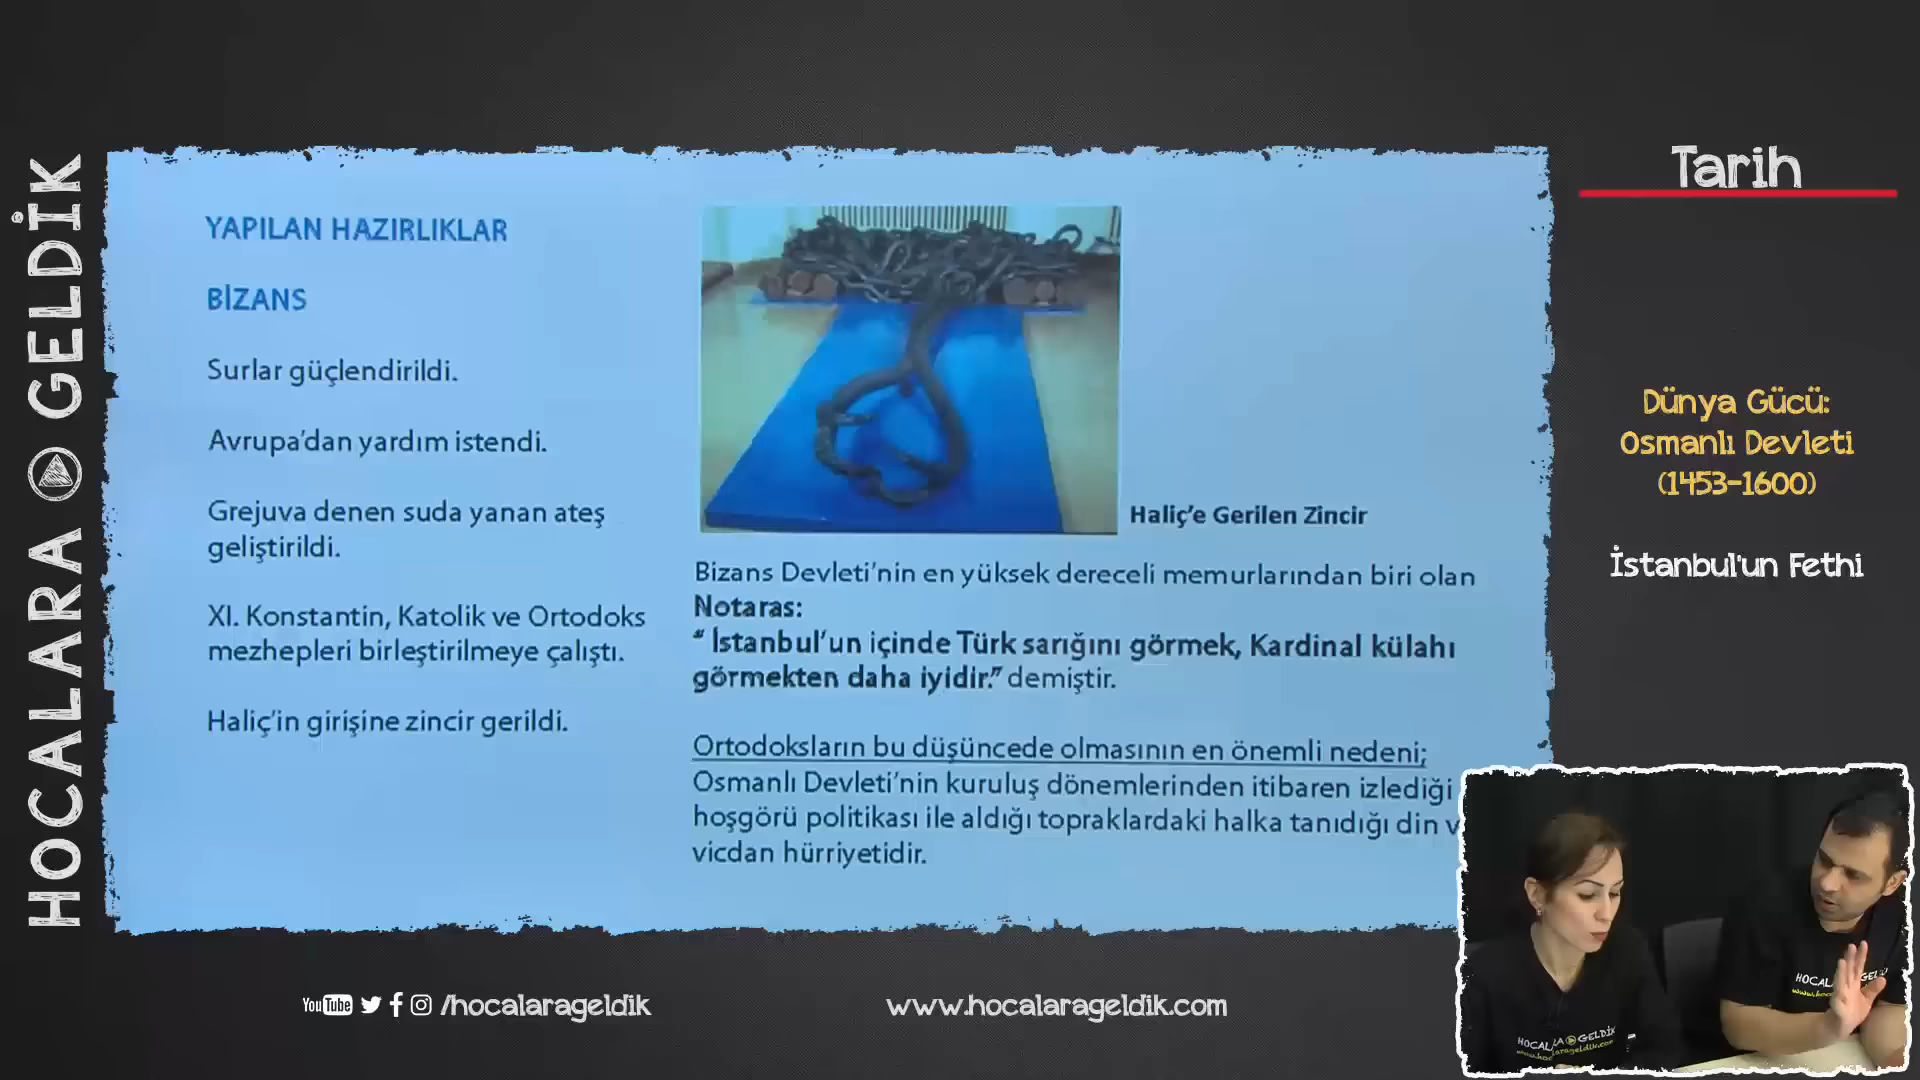 HOCALARA GELDİK
YAPILAN HAZIRLIKLAR
BİZANS
Surlar güçlendirildi.
Avrupa'dan yardım istendi.
Grejuva denen suda yanan ateş
geliştirildi.
XI. Konstantin, Katolik ve Ortodoks
mezhepleri birleştirilmeye çalıştı.
Haliç'in girişine zincir gerildi.
Haliç'e Gerilen Zincir
Bizans Devleti'nin en yüksek dereceli memurlarından biri olan
Notaras:
" İstanbul'un içinde Türk sarığını görmek, Kardinal külahı
görmekten daha iyidir." demiştir.
Ortodoksların bu düşüncede olmasının en önemli nedeni;
Osmanlı Devleti'nin kuruluş dönemlerinden itibaren izlediği
hoşgörü politikası ile aldığı topraklardaki halka tanıdığı din v
vicdan hürriyetidir.
Tarih
Dünya Gücü:
Osmanlı Devleti
(1453-1600)
İstanbul'un Fethi
YouTube /hocalarageldik
www.hocalarageldik.com
HOCALARA GELDİK